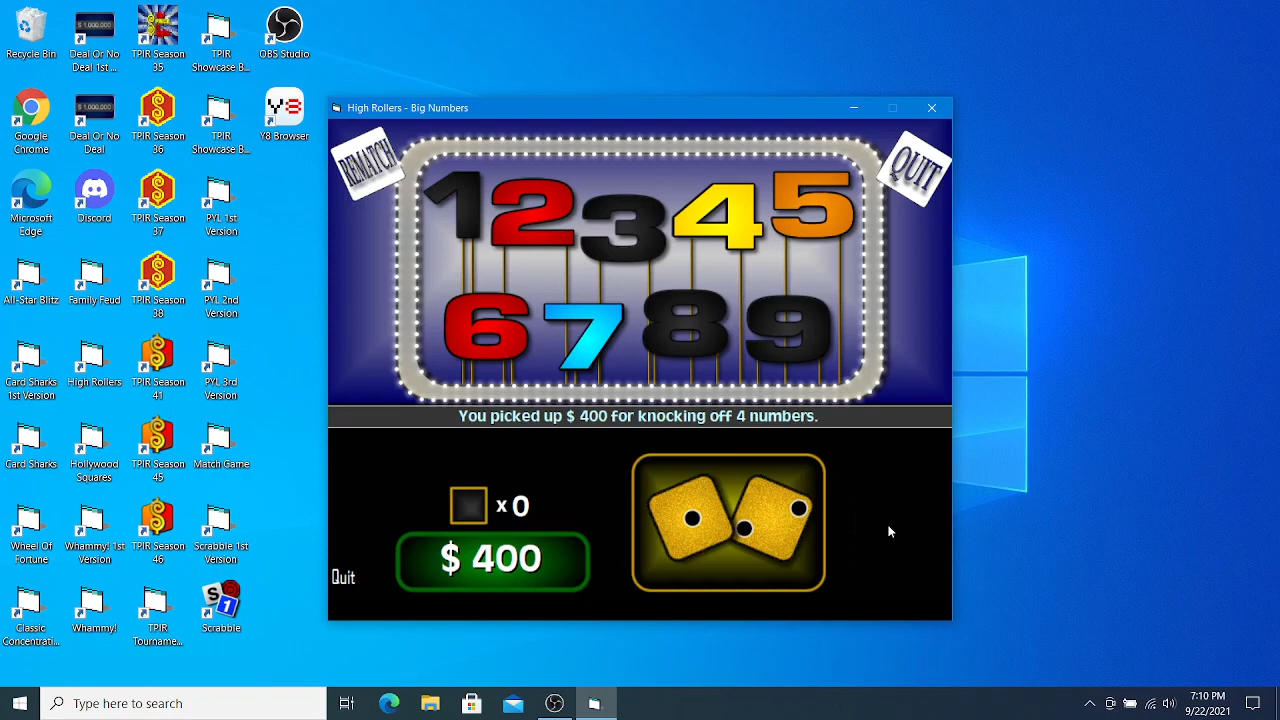 Recycle Bin
Deal Or No
Deal 1st ...
TPIR Season
35
TPIR
Showcase B...
OBS Studio
Google
Chrome
Deal Or No
Deal
TPIR Season
36
TPIR
Showcase B...
Y8 Browser
Microsoft
Edge
Discord
TPIR Season
37
PYL 1st
Version
All-Star Blitz
Family Feud
TPIR Season
38
PYL 2nd
Version
Card Sharks
1st Version
High Rollers
TPIR Season
41
PYL 3rd
Version
Card Sharks
Hollywood
Squares
TPIR Season
45
Match Game
Wheel Of
Fortune
Whammy! 1st
Version
TPIR Season
46
Scrabble 1st
Version
Classic
Concentrati...
Whammy!
TPIR
Tourname...
Scrabble
High Rollers - Big Numbers
REMATCH
QUIT
1 2 3 4 5
6 7 8 9
You picked up $ 400 for knocking off 4 numbers.
x 0
$ 400
Quit
Type here to search
7:10 PM
9/22/2021